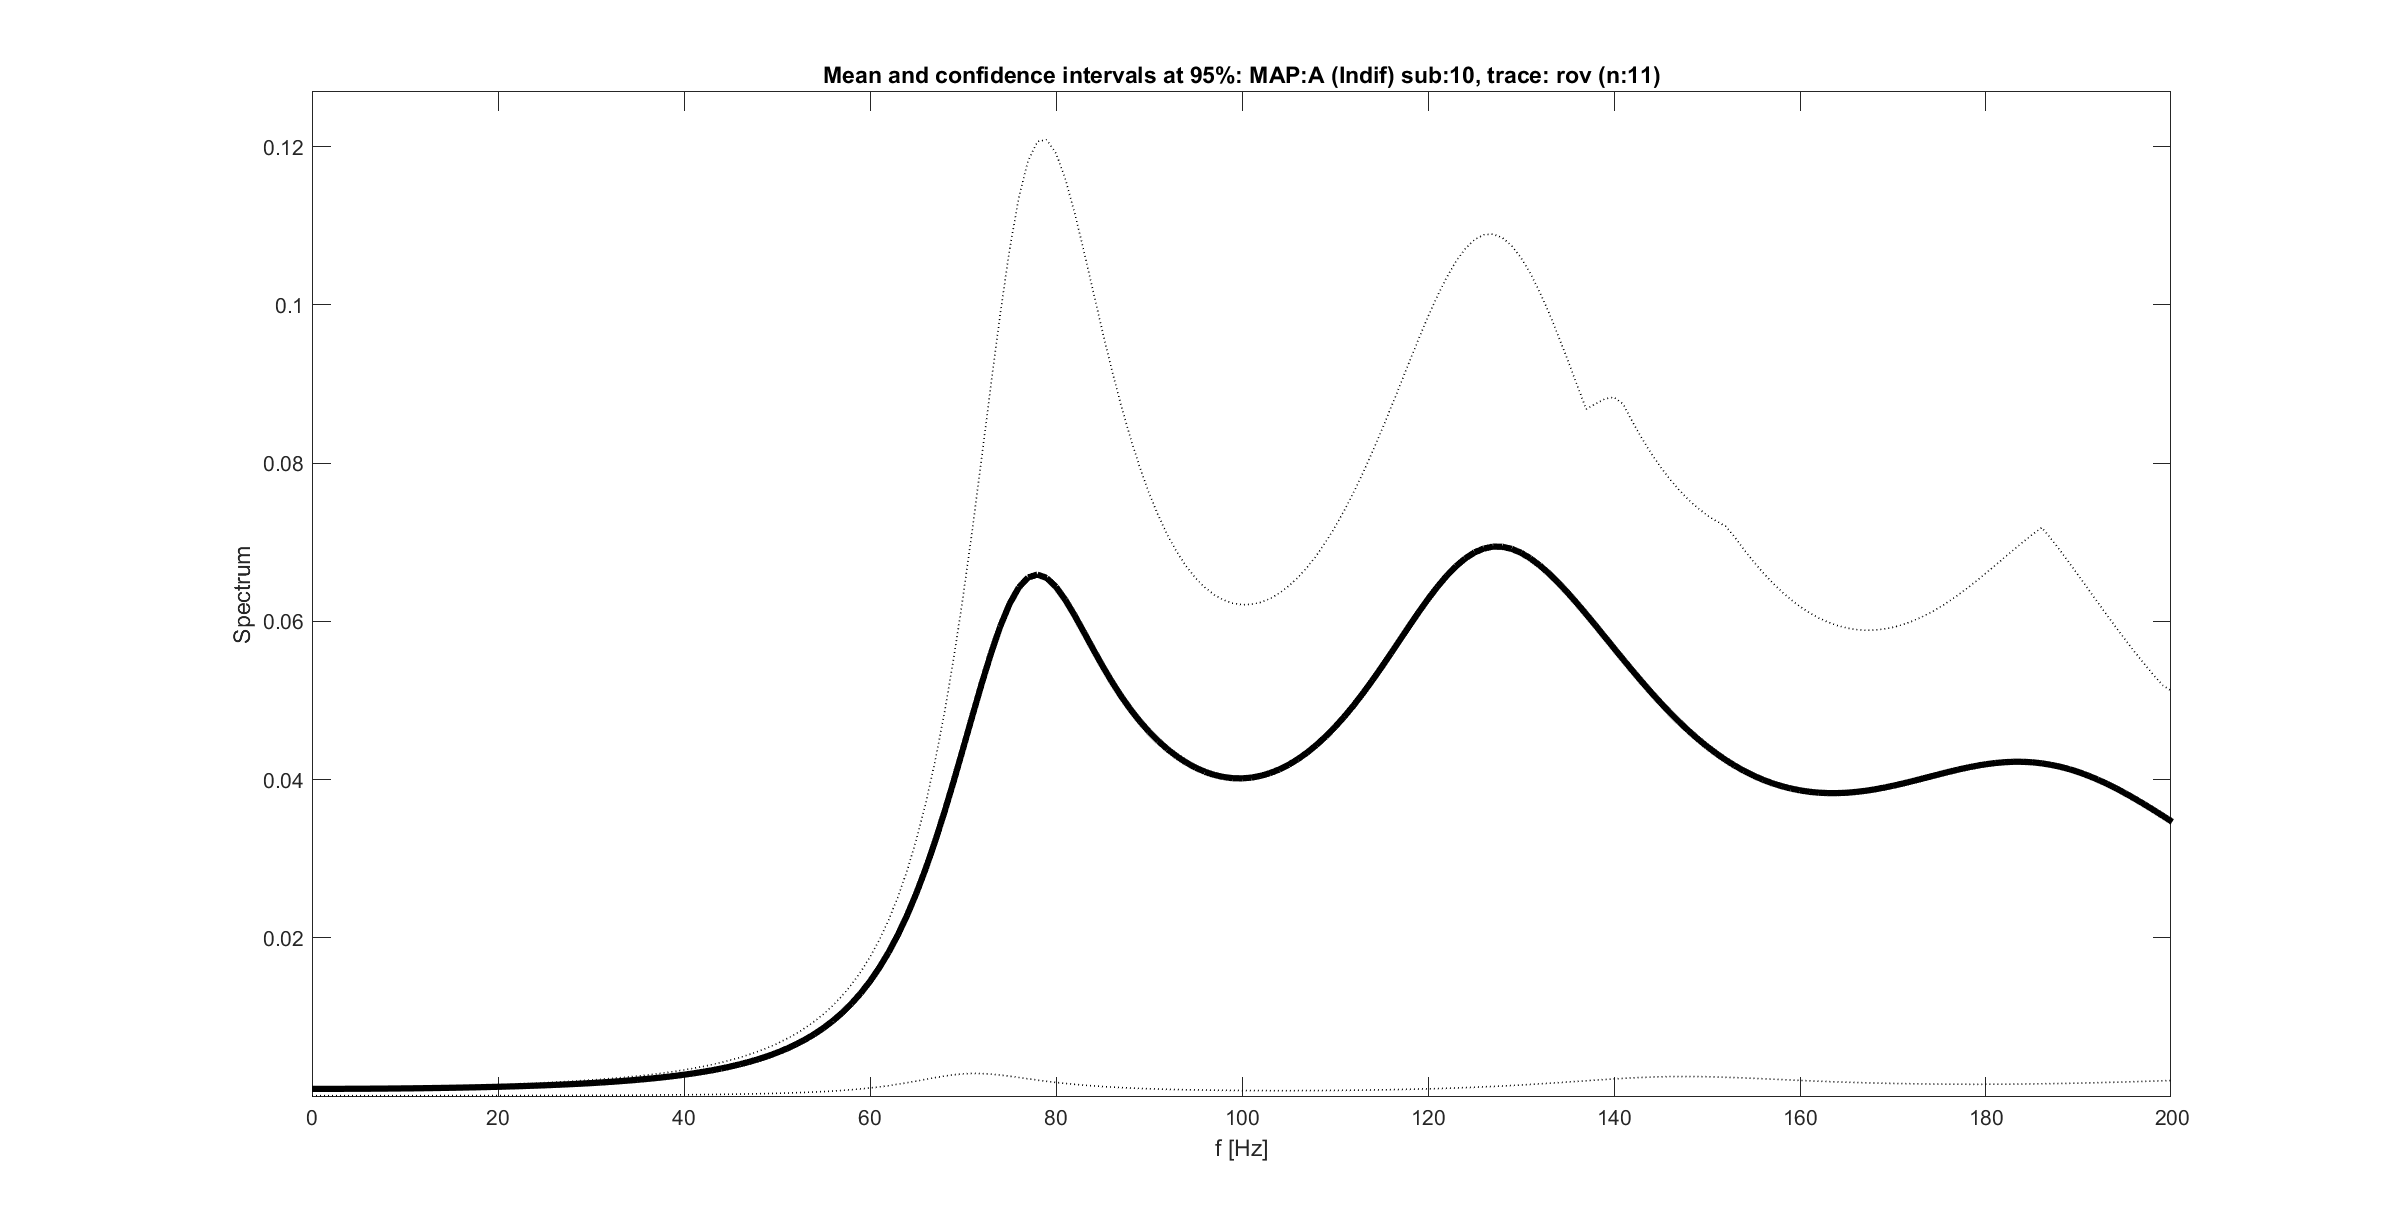 Mean and confidence intervals at 95%: MAP:A (Indif) sub:10, trace: rov (n:11)
0.12
0.1
0.08
0.06
0.04
0.02
Spectrum
0 20 40 60 80 100 120 140 160 180 200
f [Hz]